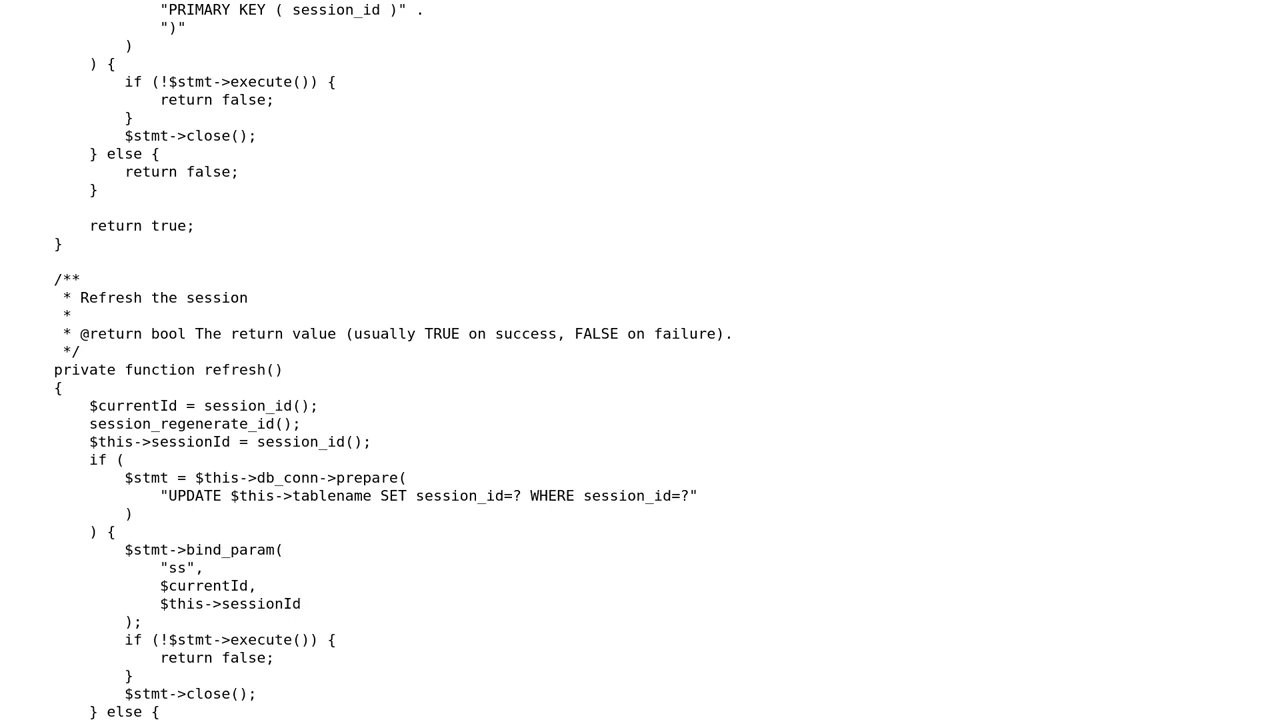 "PRIMARY KEY ( session_id )" .
")"
)
) {
if (!$stmt->execute()) {
return false;
}
$stmt->close();
} else {
return false;
}
return true;
}
/**
* Refresh the session
*
* @return bool The return value (usually TRUE on success, FALSE on failure).
*/
private function refresh()
{
$currentId = session_id();
session_regenerate_id();
$this->sessionId = session_id();
if (
$stmt = $this->db_conn->prepare(
"UPDATE $this->tablename SET session_id=? WHERE session_id=?"
)
) {
$stmt->bind_param(
"ss",
$currentId,
$this->sessionId
);
if (!$stmt->execute()) {
return false;
}
$stmt->close();
} else {